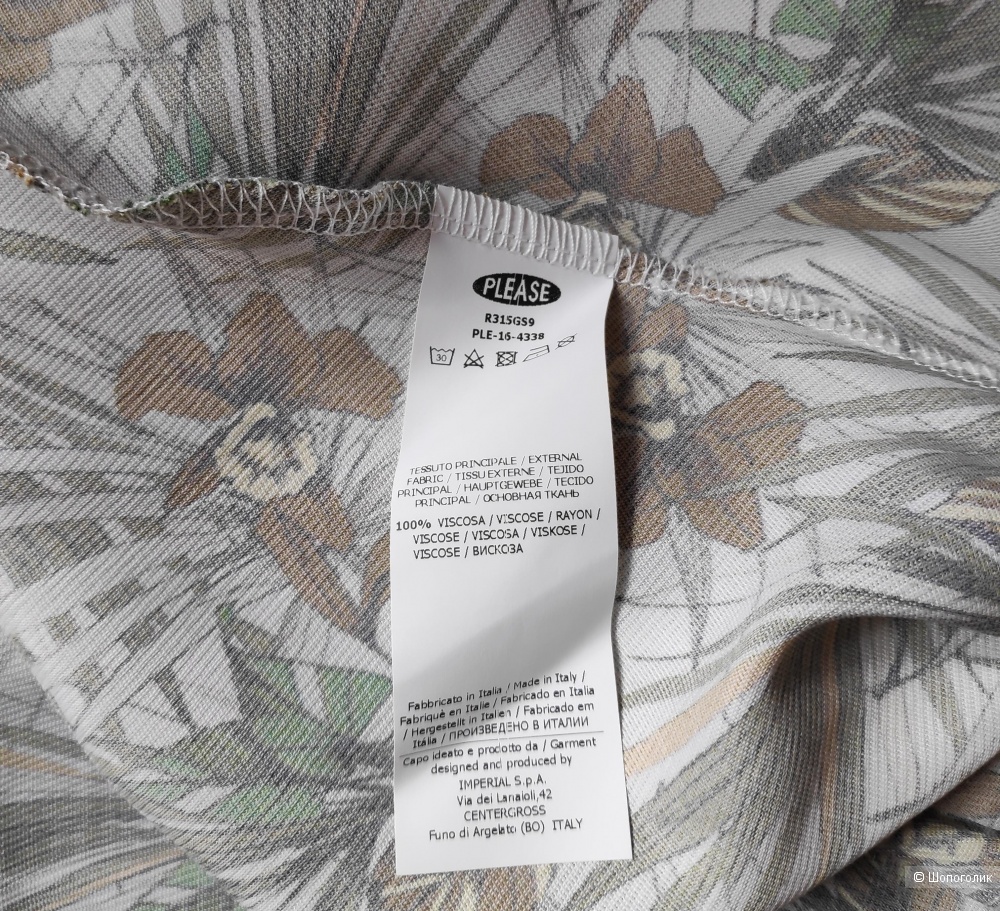 PLEASE
R315GS9
PLE-16-4338
30
TESSUTO PRINCIPALE / EXTERNAL
FABRIC / TISSU EXTERNE / TEJIDO
PRINCIPAL / HAUPTGEWEBE / TECIDO
PRINCIPAL / ОСНОВНАЯ ТКАНЬ
100% VISCOSA / VISCOSE / RAYON /
VISCOSE / VISCOSA / VISKOSE /
VISCOSE / ВИСКОЗА
Fabbricato in Italia / Made in Italy /
Fabriqué en Italie / Fabricado en Italia
/ Hergestellt in Italien / Fabricado em
Itália / ПРОИЗВЕДЕНО В ИТАЛИИ
Capo ideato e prodotto da / Garment
designed and produced by
IMPERIAL S.p.A.
Via dei Lanaioli,42
CENTERGROSS
Funo di Argelato (BO) ITALY
© Шопоголик